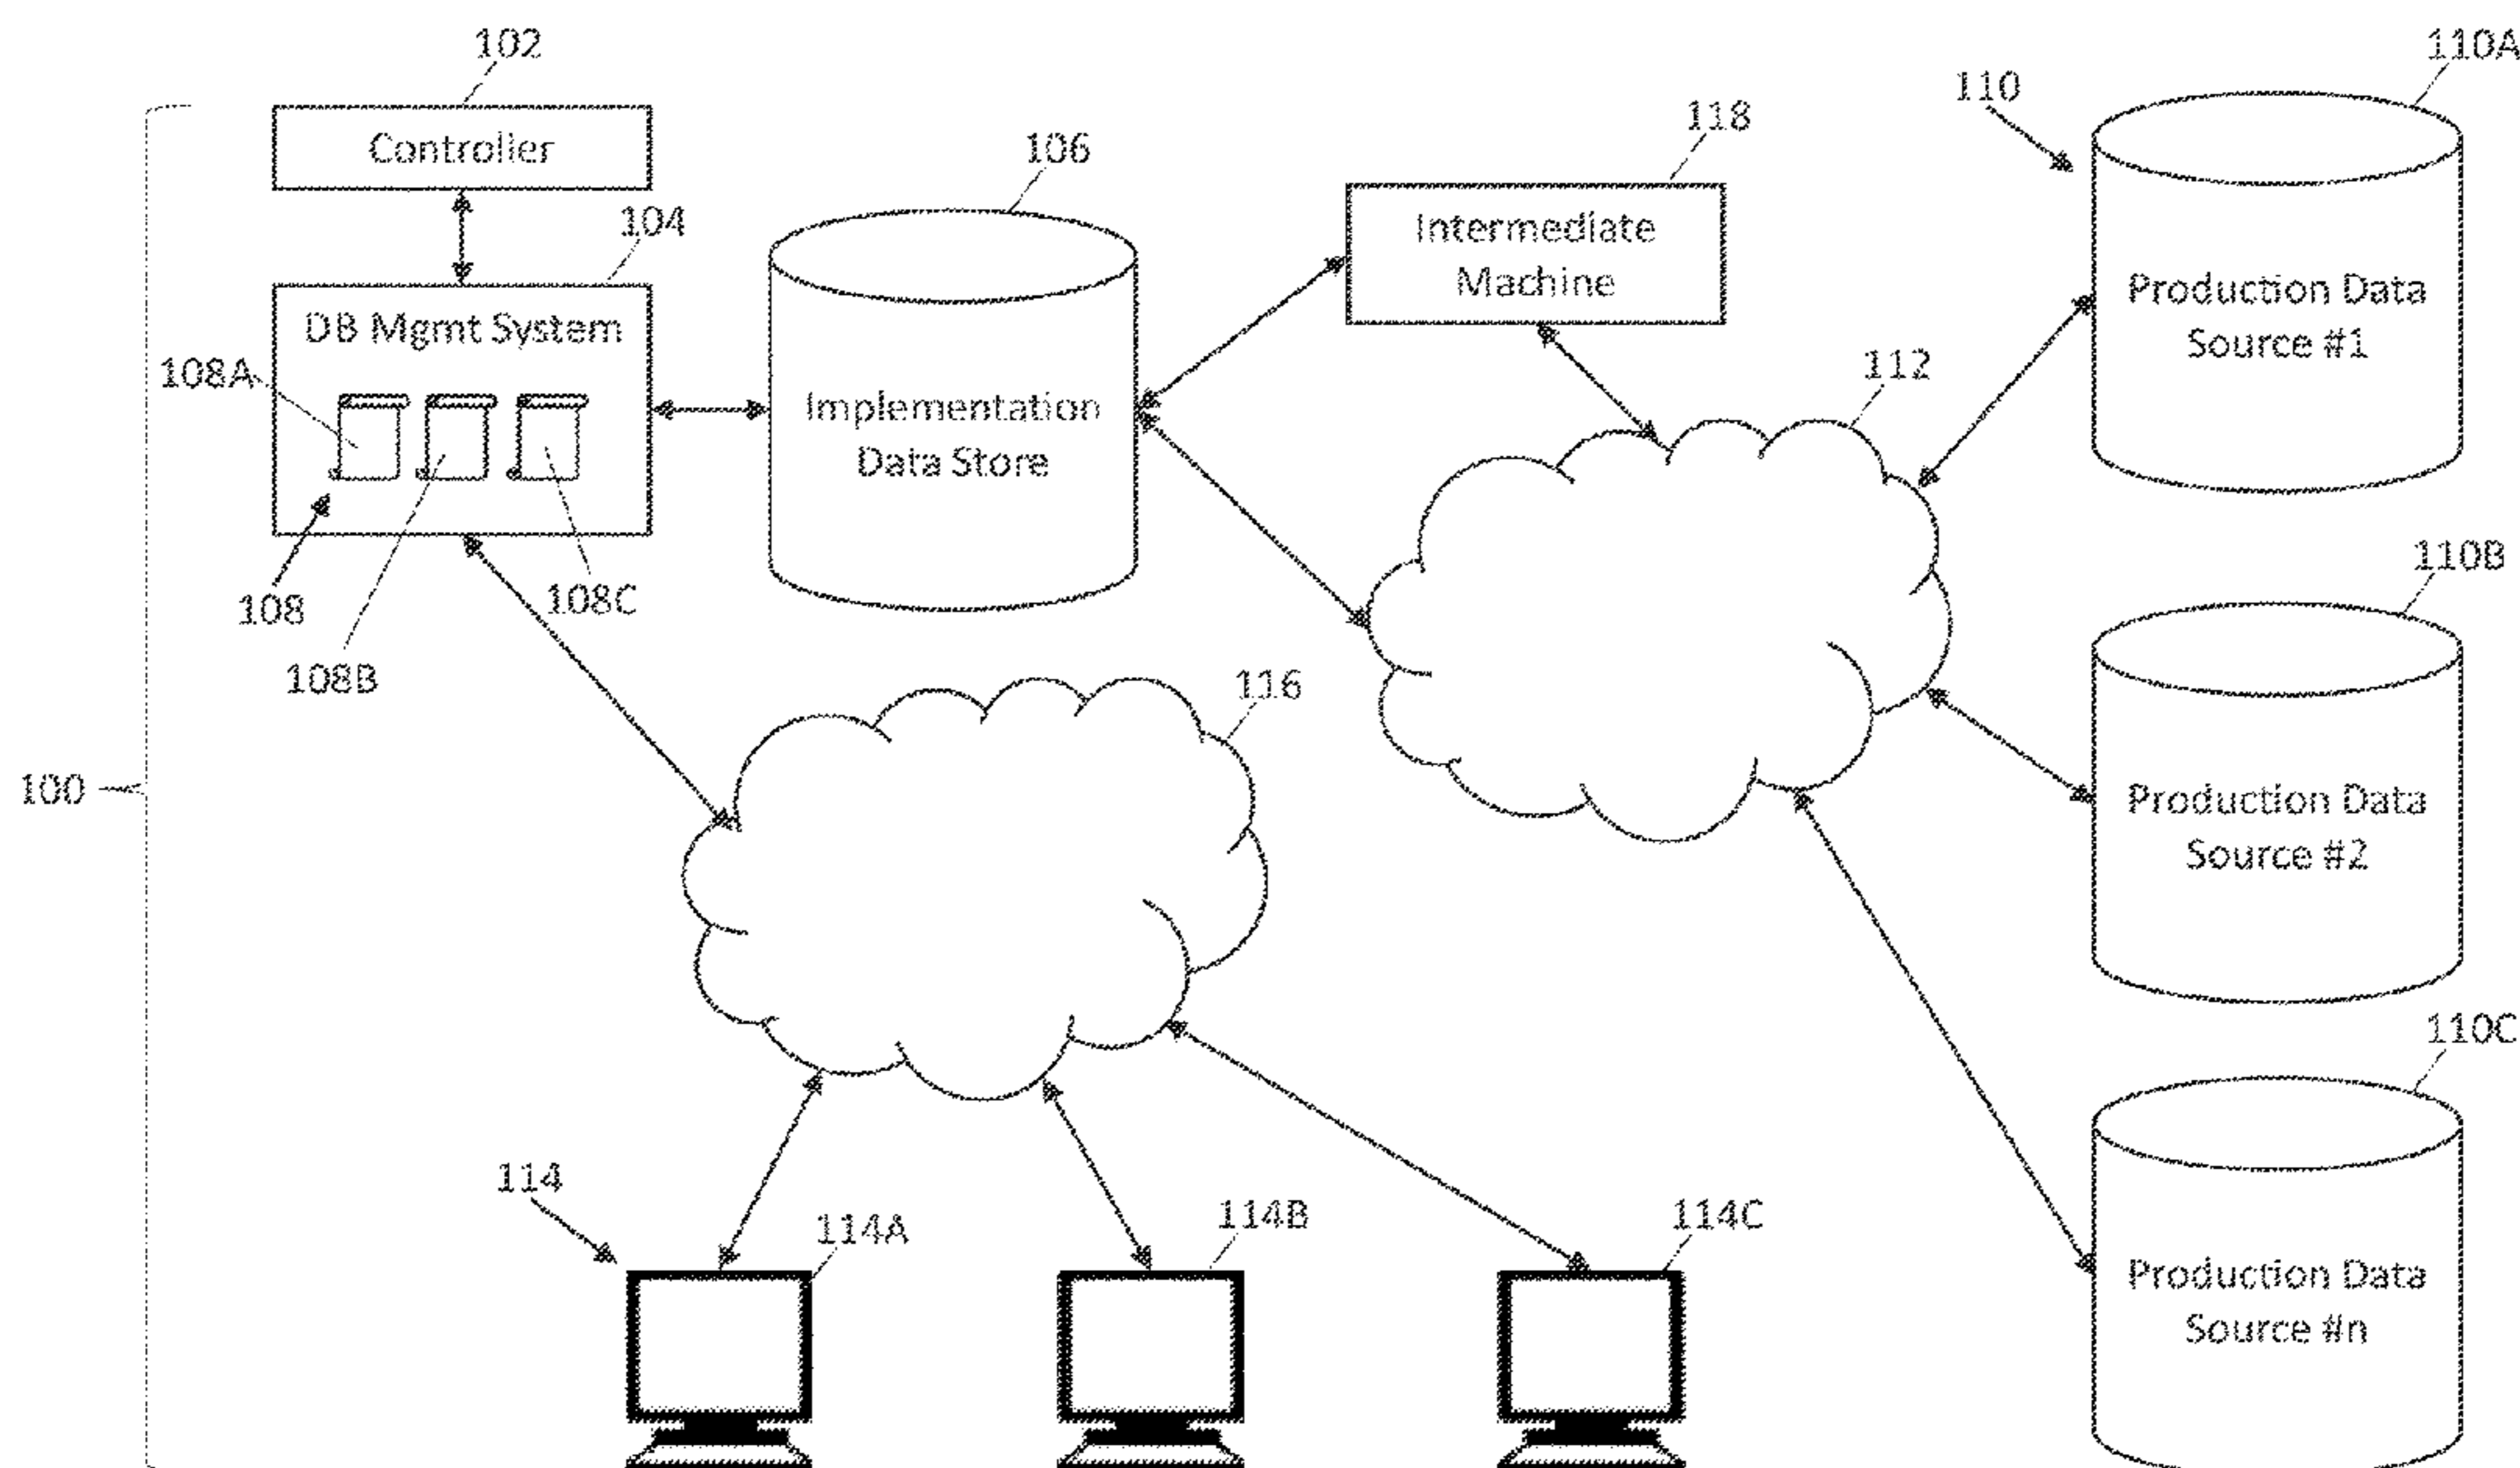 102
Controller
104
DB Mgmt System
108A
108
108B
108C
106
Implementation
Data Store
118
Intermediate
Machine
112
110
110A
Production Data
Source #1
110B
Production Data
Source #2
110C
Production Data
Source #n
116
100
114
114A
114B
114C